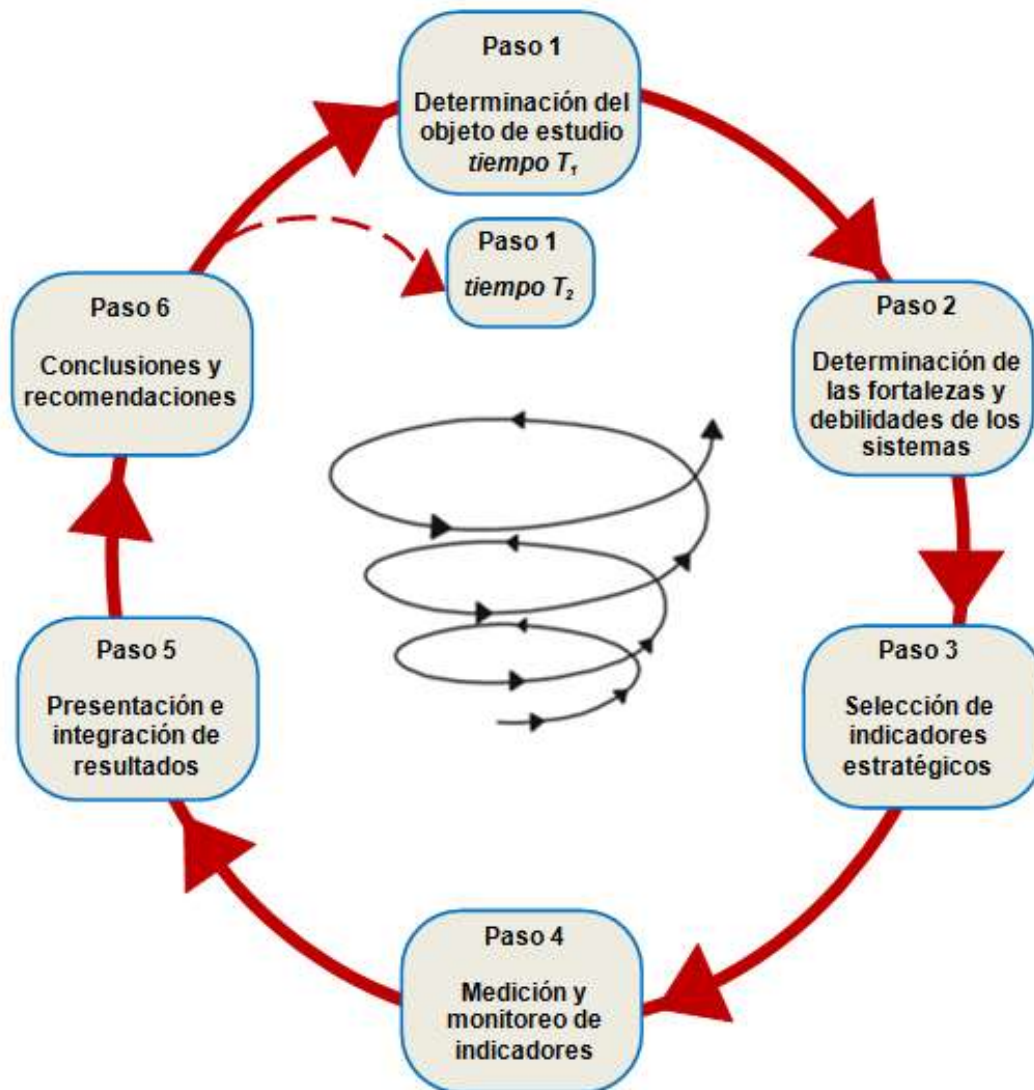 Paso 1
Determinación del
objeto de estudio
tiempo T₁
Paso 1
tiempo T₂
Paso 2
Determinación de
las fortalezas y
debilidades de los
sistemas
Paso 3
Selección de
indicadores
estratégicos
Paso 4
Medición y
monitoreo de
indicadores
Paso 5
Presentación e
integración de
resultados
Paso 6
Conclusiones y
recomendaciones